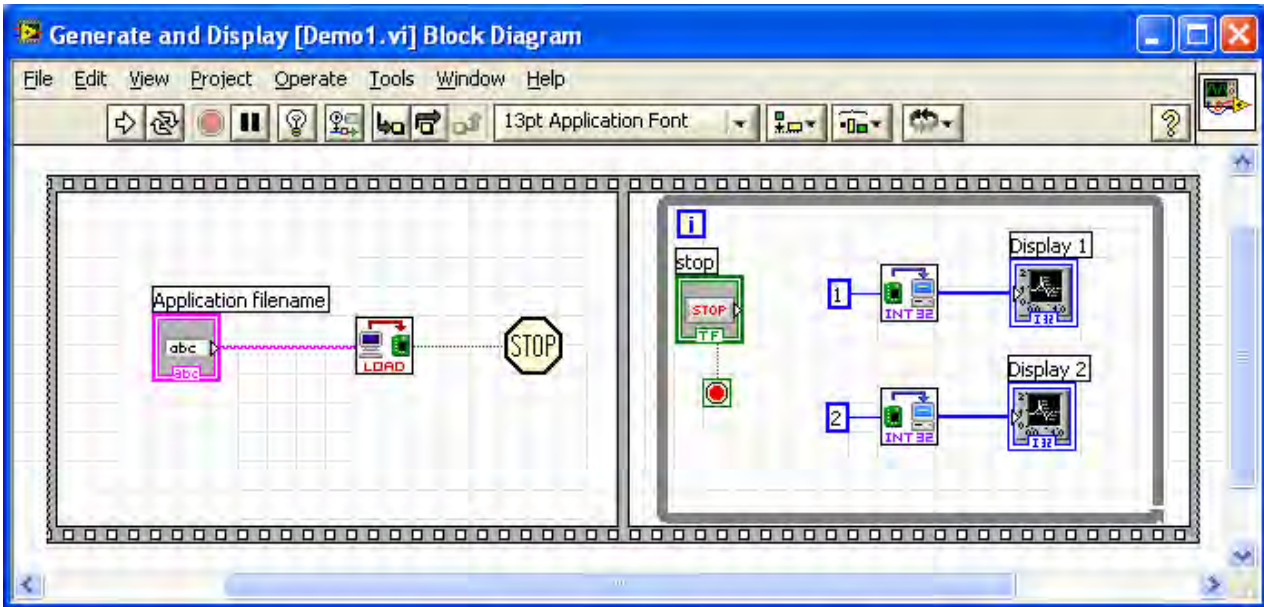 Generate and Display [Demo1.vi] Block Diagram
File Edit View Project Operate Tools Window Help
13pt Application Font
?
Application filename
abc
abc
LOAD
STOP
i
stop
STOP
TF
1
INT32
Display 1
I32
2
INT32
Display 2
I32